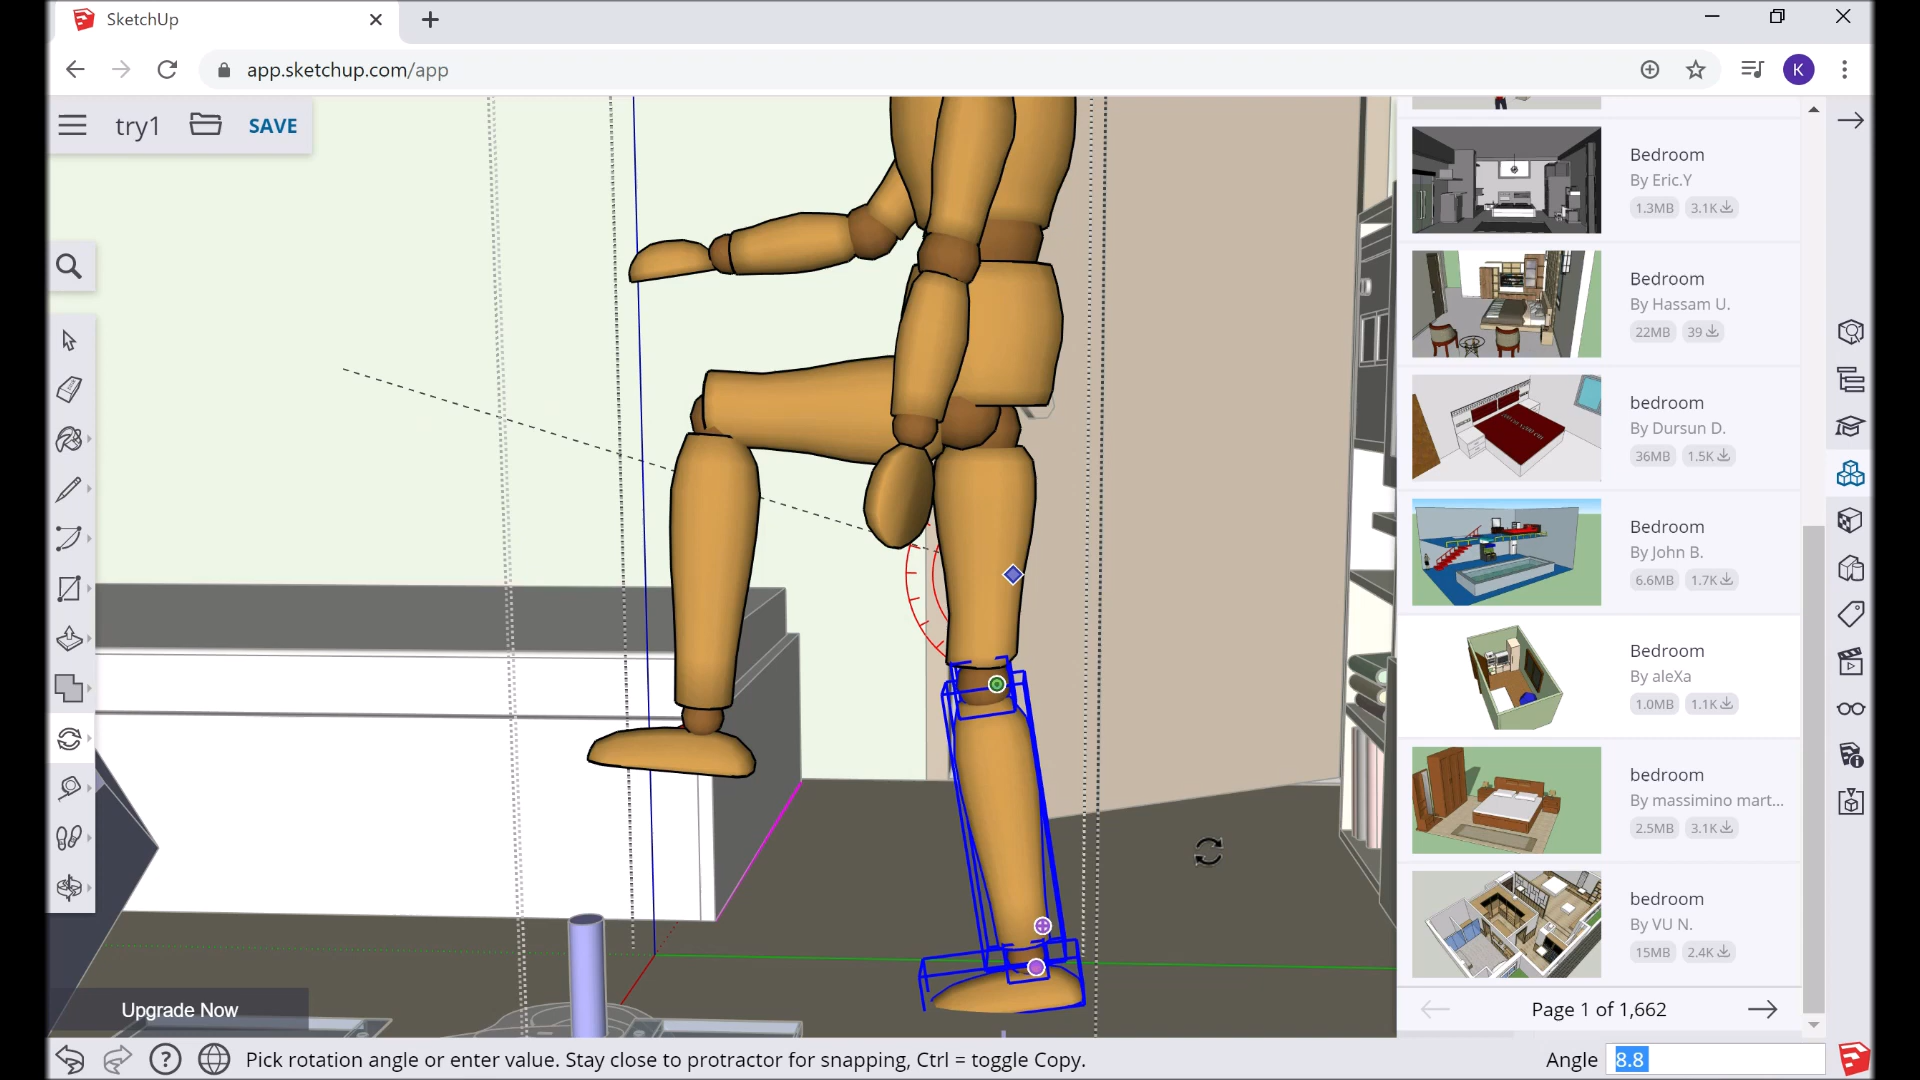 SketchUp
app.sketchup.com/app
K
try1
SAVE
Bedroom
By Eric.Y
1.3MB
3.1K
Bedroom
By Hassam U.
22MB
39
bedroom
By Dursun D.
36MB
1.5K
Bedroom
By John B.
6.6MB
1.7K
Bedroom
By aleXa
1.0MB
1.1K
bedroom
By massimino mart...
2.5MB
3.1K
bedroom
By VU N.
15MB
2.4K
Upgrade Now
Page 1 of 1,662
Pick rotation angle or enter value. Stay close to protractor for snapping, Ctrl = toggle Copy.
Angle 8.8